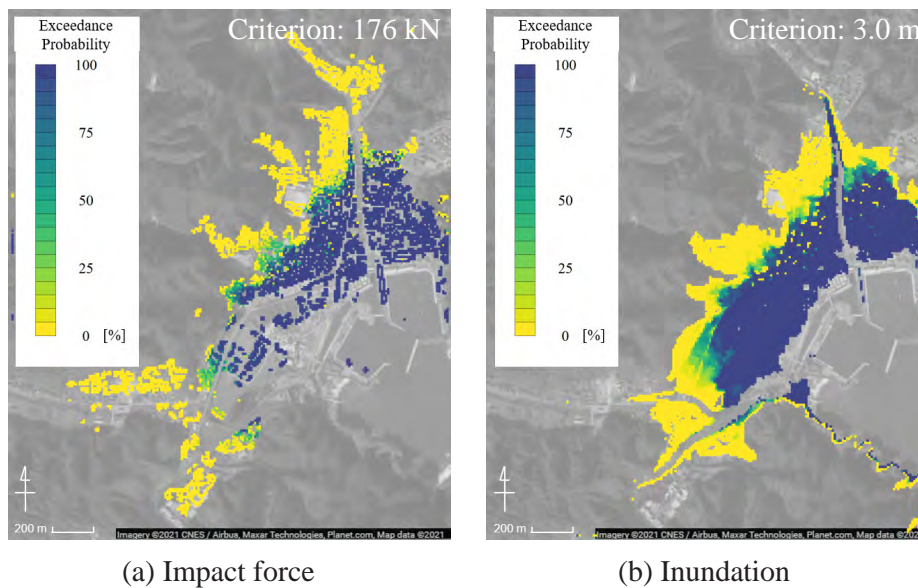 Exceedance
Probability
100
75
50
25
0 [%]
Criterion: 176 kN
4
200 m
Imagery ©2021 CNES / Airbus, Maxar Technologies, Planet.com, Map data ©2021
(a) Impact force
Exceedance
Probability
100
75
50
25
0 [%]
Criterion: 3.0 m
4
200 m
Imagery ©2021 CNES / Airbus, Maxar Technologies, Planet.com, Map data ©2021
(b) Inundation